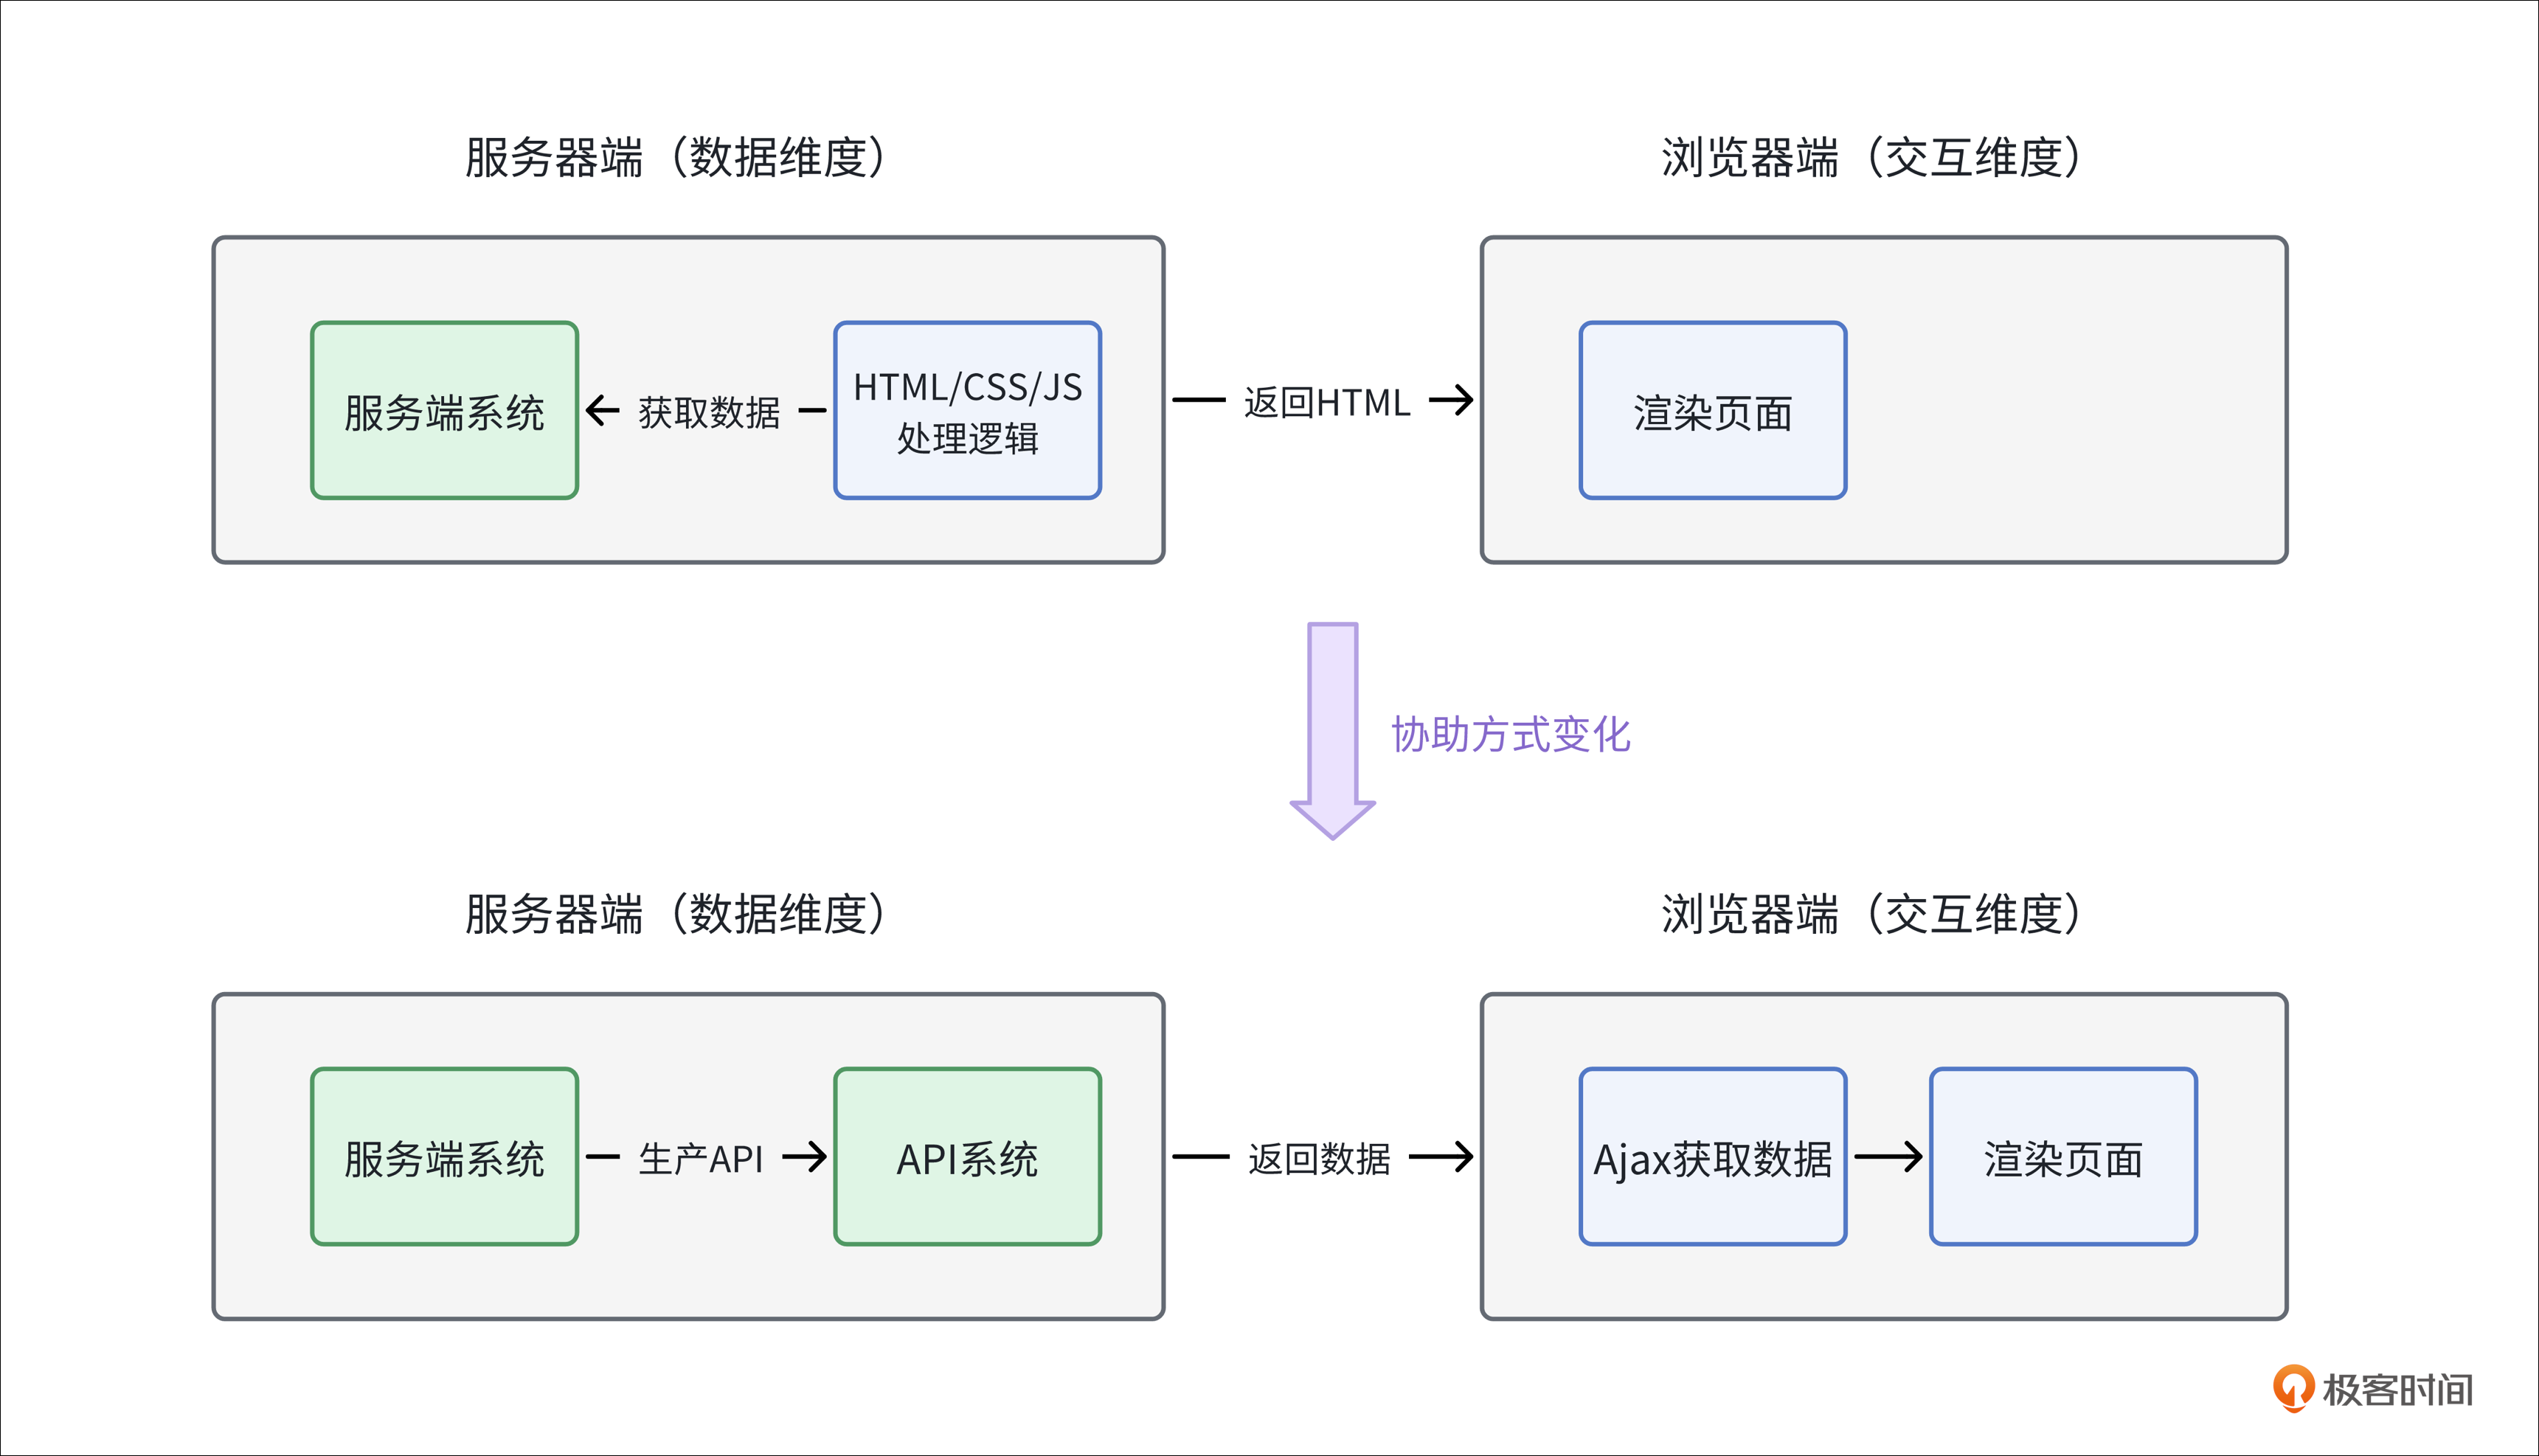 服务器端（数据维度）
浏览器端（交互维度）
服务端系统
获取数据
HTML/CSS/JS
处理逻辑
返回HTML
渲染页面
协助方式变化
服务器端（数据维度）
浏览器端（交互维度）
服务端系统
生产API
API系统
返回数据
Ajax获取数据
渲染页面
极客时间